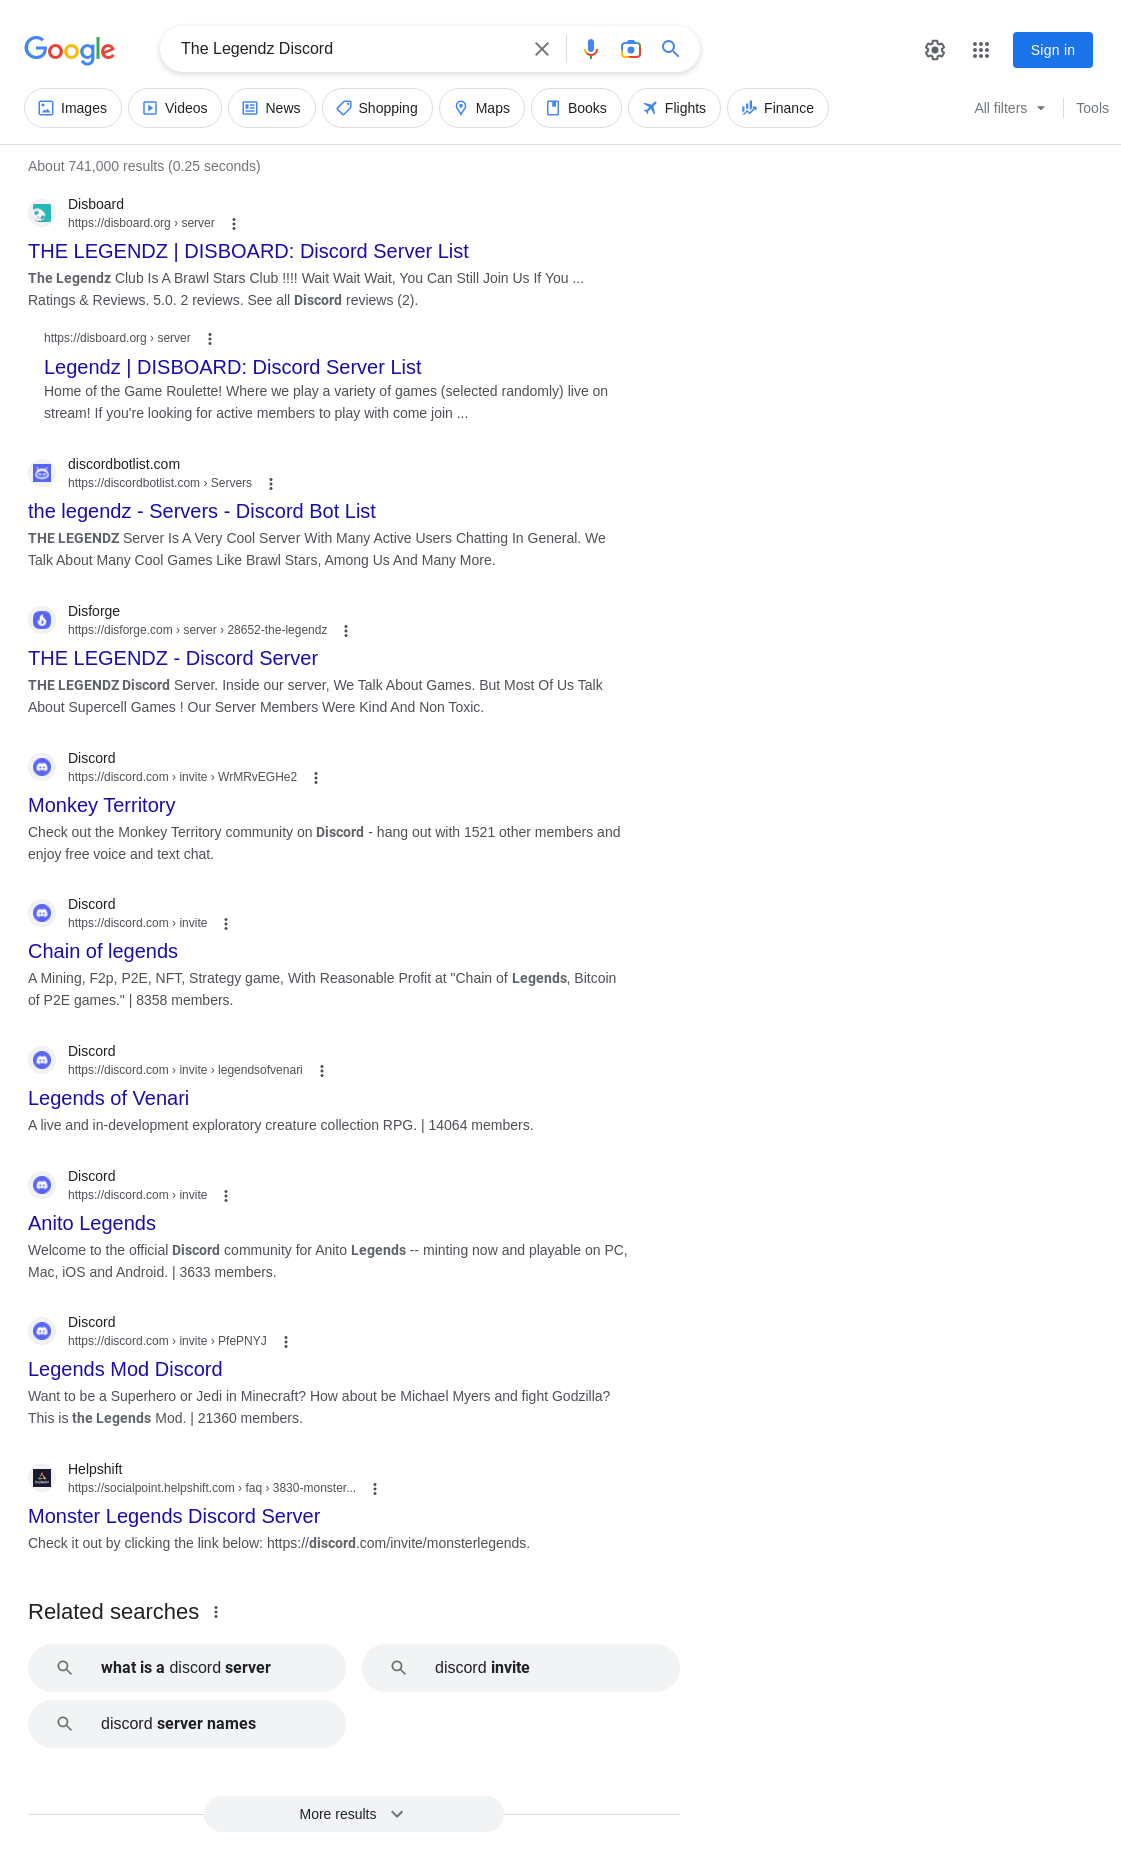 Google
The Legendz Discord
Sign in
Images
Videos
News
Shopping
Maps
Books
Flights
Finance
All filters
Tools
About 741,000 results (0.25 seconds)
Disboard
https://disboard.org › server
THE LEGENDZ | DISBOARD: Discord Server List
The Legendz Club Is A Brawl Stars Club !!!! Wait Wait Wait, You Can Still Join Us If You ...
Ratings & Reviews. 5.0. 2 reviews. See all Discord reviews (2).
https://disboard.org › server
Legendz | DISBOARD: Discord Server List
Home of the Game Roulette! Where we play a variety of games (selected randomly) live on
stream! If you're looking for active members to play with come join ...
discordbotlist.com
https://discordbotlist.com › Servers
the legendz - Servers - Discord Bot List
THE LEGENDZ Server Is A Very Cool Server With Many Active Users Chatting In General. We
Talk About Many Cool Games Like Brawl Stars, Among Us And Many More.
Disforge
https://disforge.com › server › 28652-the-legendz
THE LEGENDZ - Discord Server
THE LEGENDZ Discord Server. Inside our server, We Talk About Games. But Most Of Us Talk
About Supercell Games ! Our Server Members Were Kind And Non Toxic.
Discord
https://discord.com › invite › WrMRvEGHe2
Monkey Territory
Check out the Monkey Territory community on Discord - hang out with 1521 other members and
enjoy free voice and text chat.
Discord
https://discord.com › invite
Chain of legends
A Mining, F2p, P2E, NFT, Strategy game, With Reasonable Profit at "Chain of Legends, Bitcoin
of P2E games." | 8358 members.
Discord
https://discord.com › invite › legendsofvenari
Legends of Venari
A live and in-development exploratory creature collection RPG. | 14064 members.
Discord
https://discord.com › invite
Anito Legends
Welcome to the official Discord community for Anito Legends -- minting now and playable on PC,
Mac, iOS and Android. | 3633 members.
Discord
https://discord.com › invite › PfePNYJ
Legends Mod Discord
Want to be a Superhero or Jedi in Minecraft? How about be Michael Myers and fight Godzilla?
This is the Legends Mod. | 21360 members.
Helpshift
https://socialpoint.helpshift.com › faq › 3830-monster...
Monster Legends Discord Server
Check it out by clicking the link below: https://discord.com/invite/monsterlegends.
Related searches
what is a discord server
discord invite
discord server names
More results